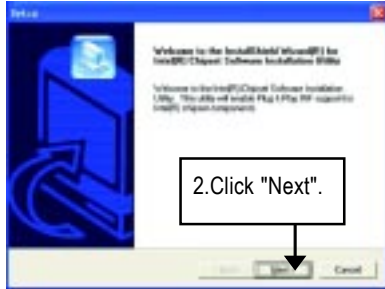 Setup
Welcome to the InstallShield Wizard(R) for
Intel(R) Chipset Software Installation Utility
Welcome to the Intel(R) Chipset Software Installation
Utility. This utility will enable Plug & Play INF support for
Intel(R) chipset components.
2.Click "Next".
Next >
Cancel